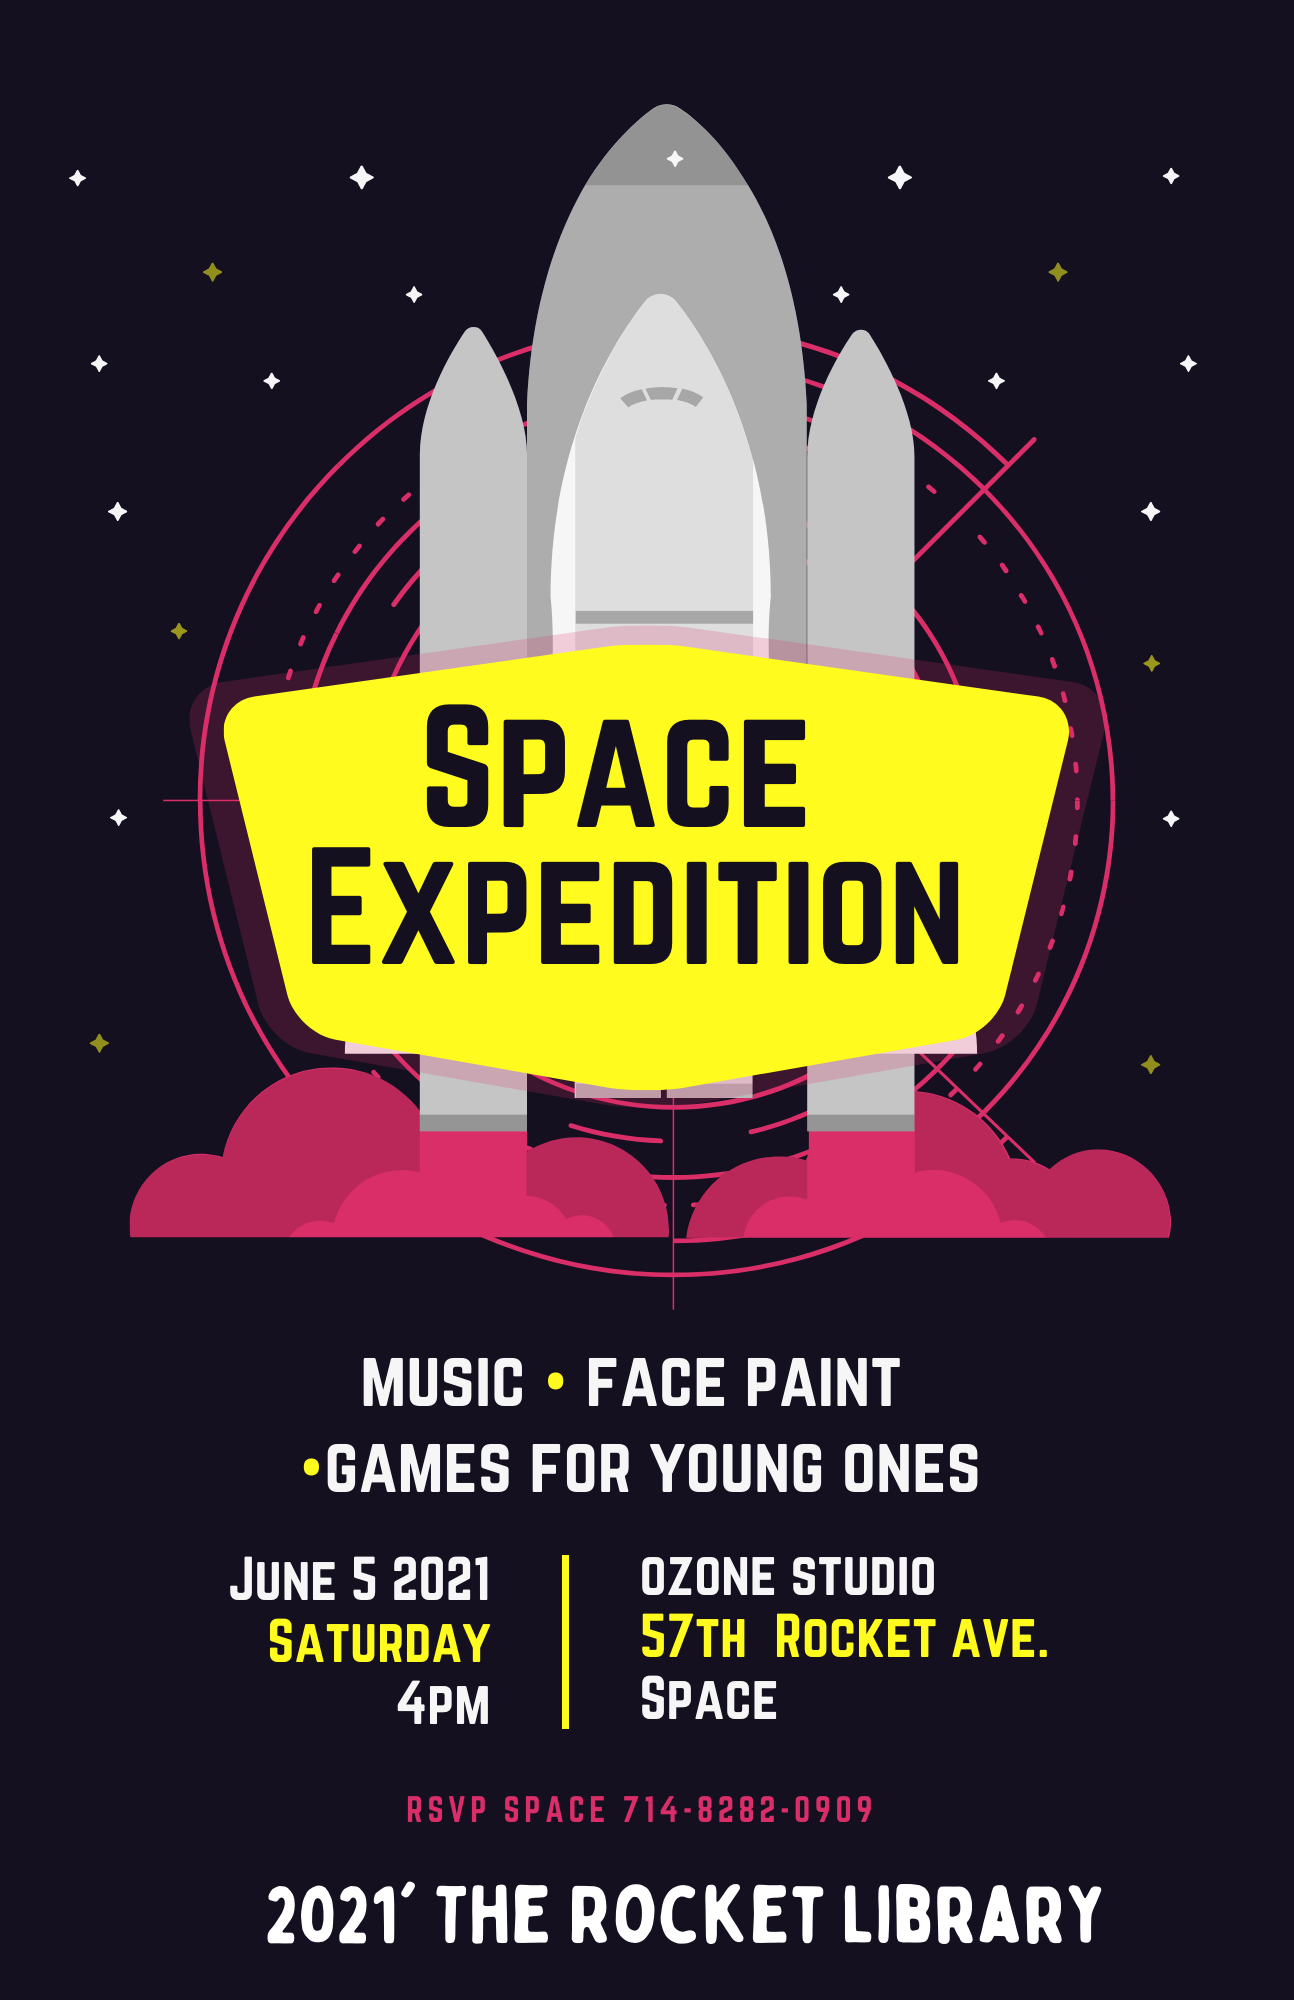 SPACE
EXPEDITION
MUSIC • FACE PAINT
•GAMES FOR YOUNG ONES
JUNE 5 2021
SATURDAY
4PM
OZONE STUDIO
57TH ROCKET AVE.
SPACE
RSVP SPACE 714-8282-0909
2021' THE ROCKET LIBRARY